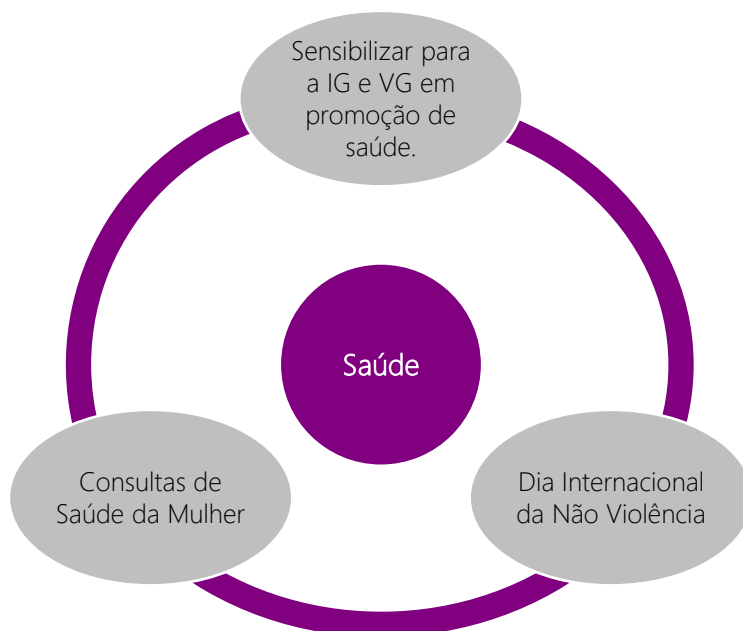 Sensibilizar para
a IG e VG em
promoção de
saúde.
Saúde
Consultas de
Saúde da Mulher
Dia Internacional
da Não Violência